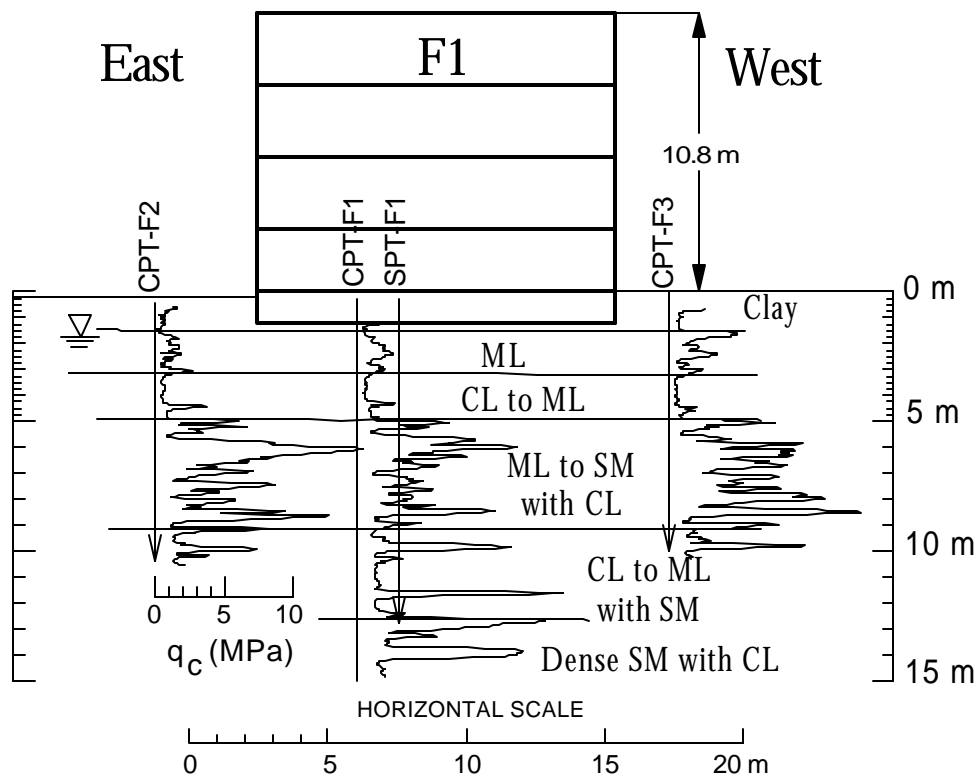 East
F1
West
10.8 m
CPT-F2
CPT-F1
SPT-F1
CPT-F3
0 m
Clay
ML
CL to ML
5 m
ML to SM
with CL
10 m
CL to ML
with SM
0 5 10
qc (MPa)
Dense SM with CL
15 m
HORIZONTAL SCALE
0 5 10 15 20 m